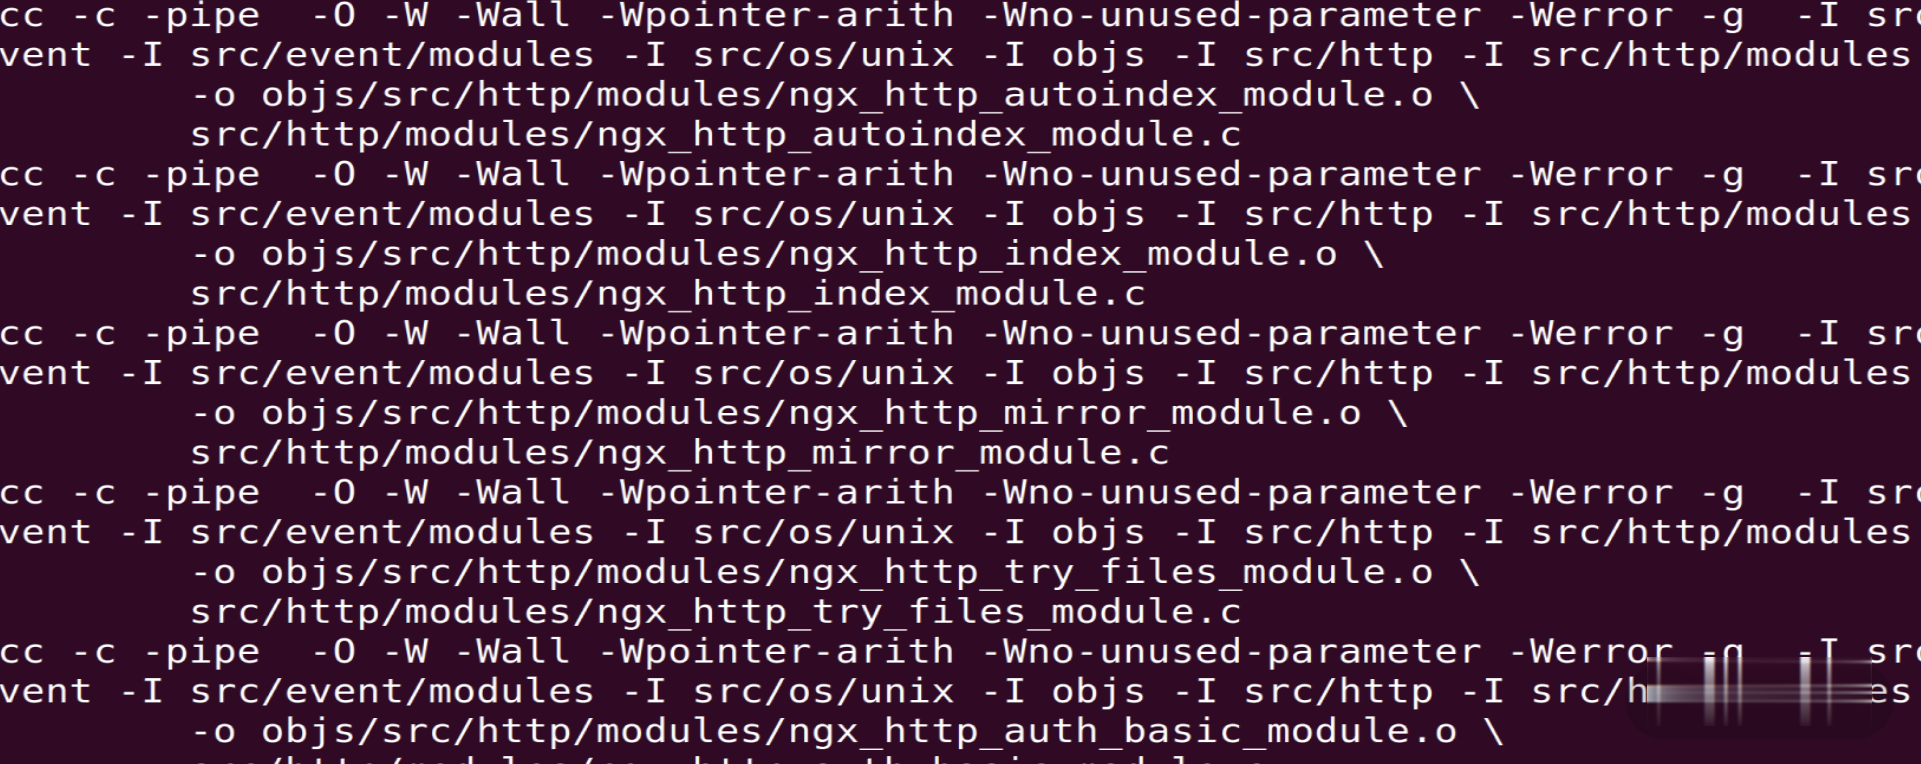 cc -c -pipe  -O -W -Wall -Wpointer-arith -Wno-unused-parameter -Werror -g  -I src
vent -I src/event/modules -I src/os/unix -I objs -I src/http -I src/http/modules
        -o objs/src/http/modules/ngx_http_autoindex_module.o \
        src/http/modules/ngx_http_autoindex_module.c
cc -c -pipe  -O -W -Wall -Wpointer-arith -Wno-unused-parameter -Werror -g  -I src
vent -I src/event/modules -I src/os/unix -I objs -I src/http -I src/http/modules
        -o objs/src/http/modules/ngx_http_index_module.o \
        src/http/modules/ngx_http_index_module.c
cc -c -pipe  -O -W -Wall -Wpointer-arith -Wno-unused-parameter -Werror -g  -I src
vent -I src/event/modules -I src/os/unix -I objs -I src/http -I src/http/modules
        -o objs/src/http/modules/ngx_http_mirror_module.o \
        src/http/modules/ngx_http_mirror_module.c
cc -c -pipe  -O -W -Wall -Wpointer-arith -Wno-unused-parameter -Werror -g  -I src
vent -I src/event/modules -I src/os/unix -I objs -I src/http -I src/http/modules
        -o objs/src/http/modules/ngx_http_try_files_module.o \
        src/http/modules/ngx_http_try_files_module.c
cc -c -pipe  -O -W -Wall -Wpointer-arith -Wno-unused-parameter -Werror -g  -I src
vent -I src/event/modules -I src/os/unix -I objs -I src/http -I
        -o objs/src/http/modules/ngx_http_auth_basic_module.o \